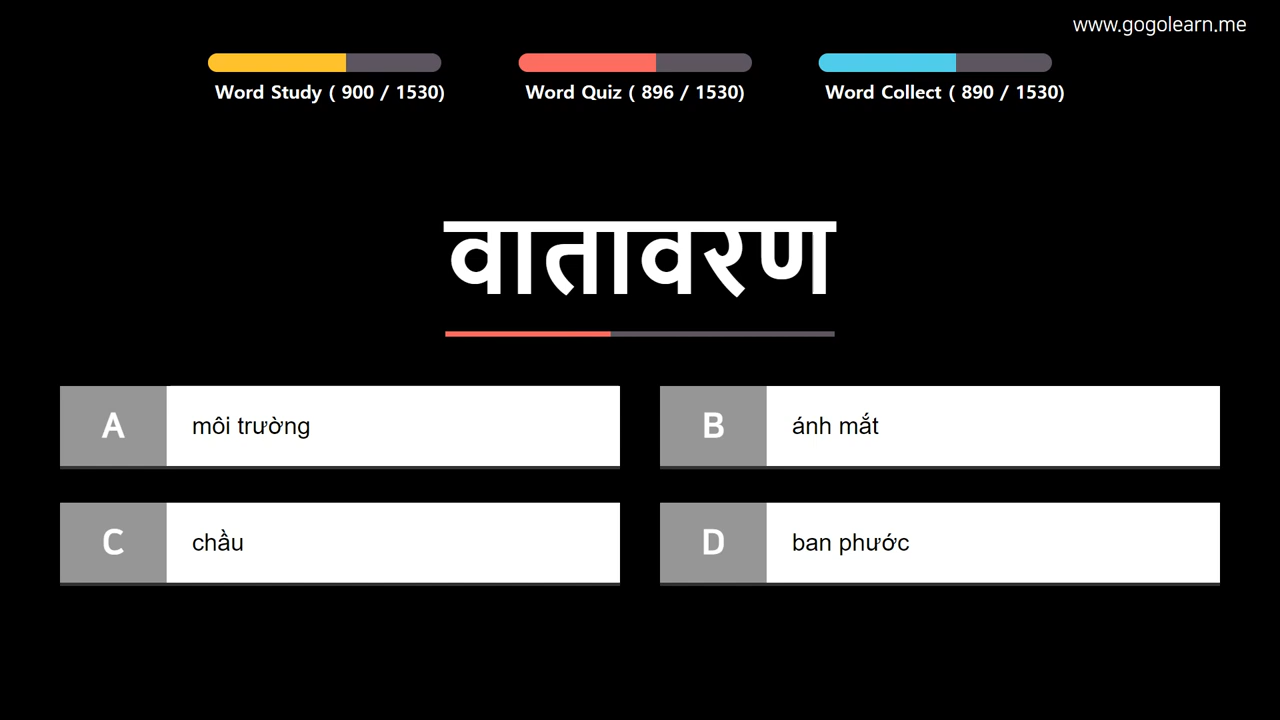 www.gogolearn.me
Word Study ( 900 / 1530)
Word Quiz ( 896 / 1530)
Word Collect ( 890 / 1530)
वातावरण
A
môi trường
B
ánh mắt
C
chầu
D
ban phước